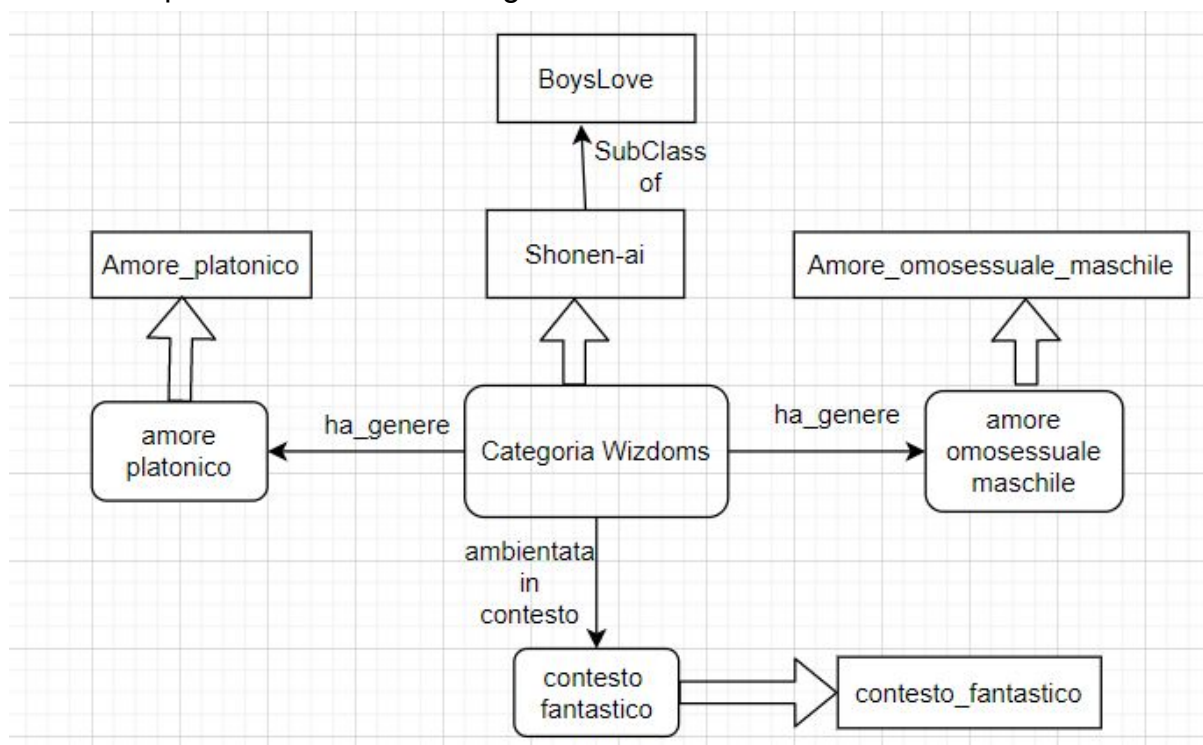 BoysLove
SubClass
of
Shonen-ai
Amore_platonico
Amore_omosessuale_maschile
amore
platonico
ha_genere
Categoria Wizdoms
ha_genere
amore
omosessuale
maschile
ambientata
in
contesto
contesto
fantastico
contesto_fantastico